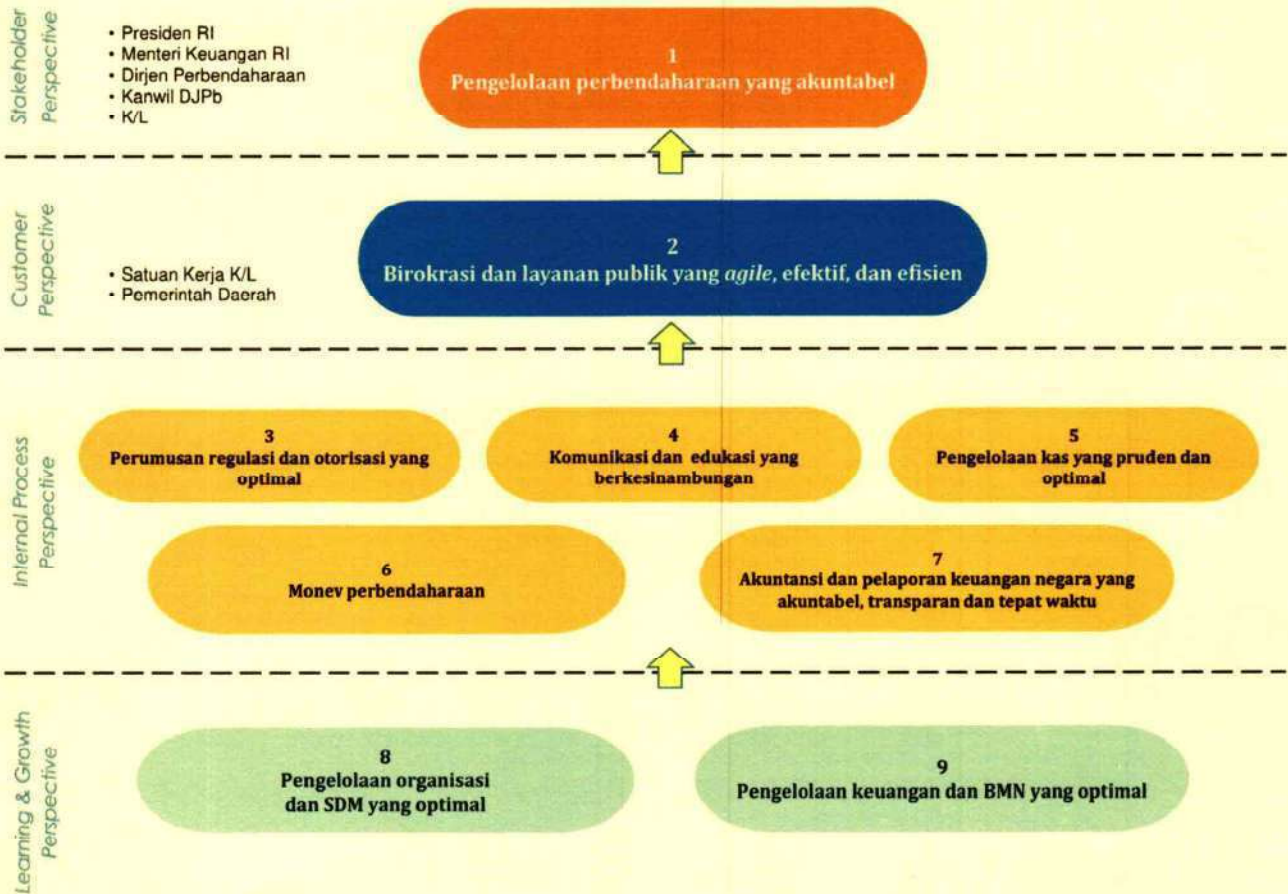 Stakeholder
Perspective
• Presiden RI
• Menteri Keuangan RI
• Dirjen Perbendaharaan
• Kanwil DJPb
• K/L
1
Pengelolaan perbendaharaan yang akuntabel
Customer
Perspective
• Satuan Kerja K/L
• Pemerintah Daerah
2
Birokrasi dan layanan publik yang agile, efektif, dan efisien
Internal Process
Perspective
3
Perumusan regulasi dan otorisasi yang
optimal
4
Komunikasi dan edukasi yang
berkesinambungan
5
Pengelolaan kas yang pruden dan
optimal
6
Monev perbendaharaan
7
Akuntansi dan pelaporan keuangan negara yang
akuntabel, transparan dan tepat waktu
Learning & Growth
Perspective
8
Pengelolaan organisasi
dan SDM yang optimal
9
Pengelolaan keuangan dan BMN yang optimal